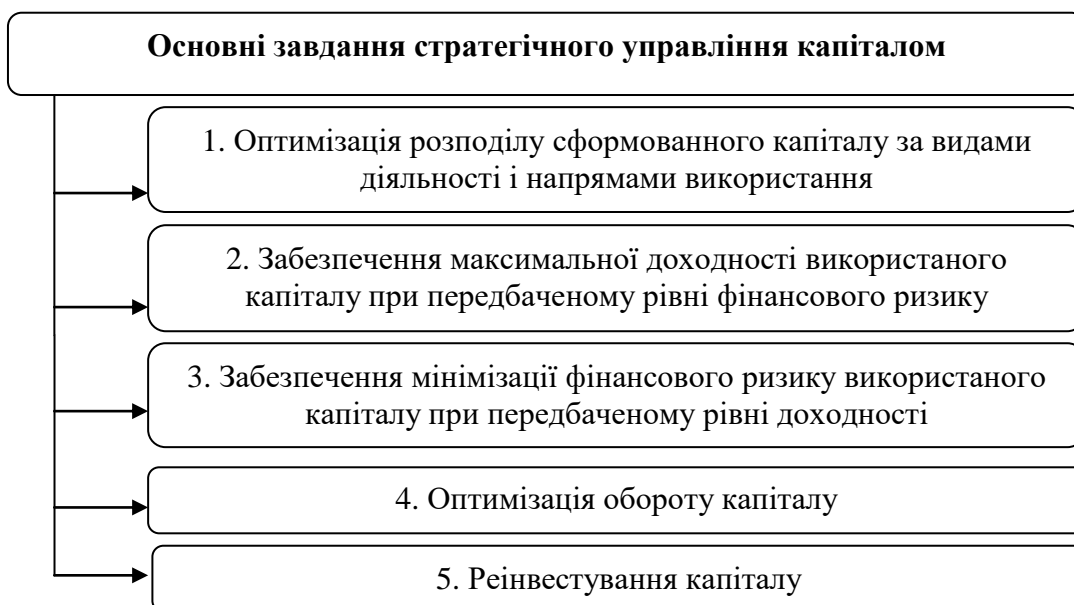 Основні завдання стратегічного управління капіталом
1. Оптимізація розподілу сформованного капіталу за видами
діяльності і напрямами використання
2. Забезпечення максимальної доходності використаного
капіталу при передбаченому рівні фінансового ризику
3. Забезпечення мінімізації фінансового ризику використаного
капіталу при передбаченому рівні доходності
4. Оптимізація обороту капіталу
5. Реінвестування капіталу